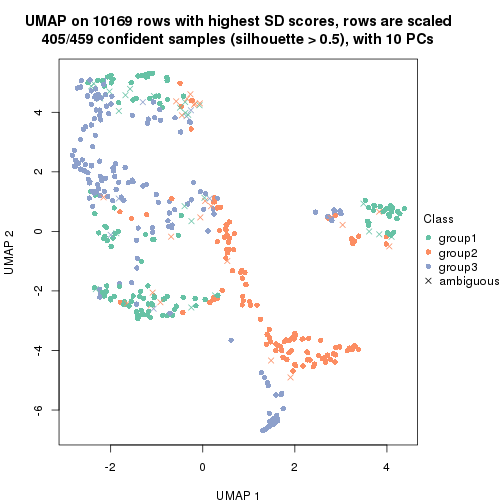 UMAP on 10169 rows with highest SD scores, rows are scaled
405/459 confident samples (silhouette > 0.5), with 10 PCs
4
2
0
-2
-4
-6
UMAP 2
-2
0
2
4
UMAP 1
Class
group1
group2
group3
ambiguous